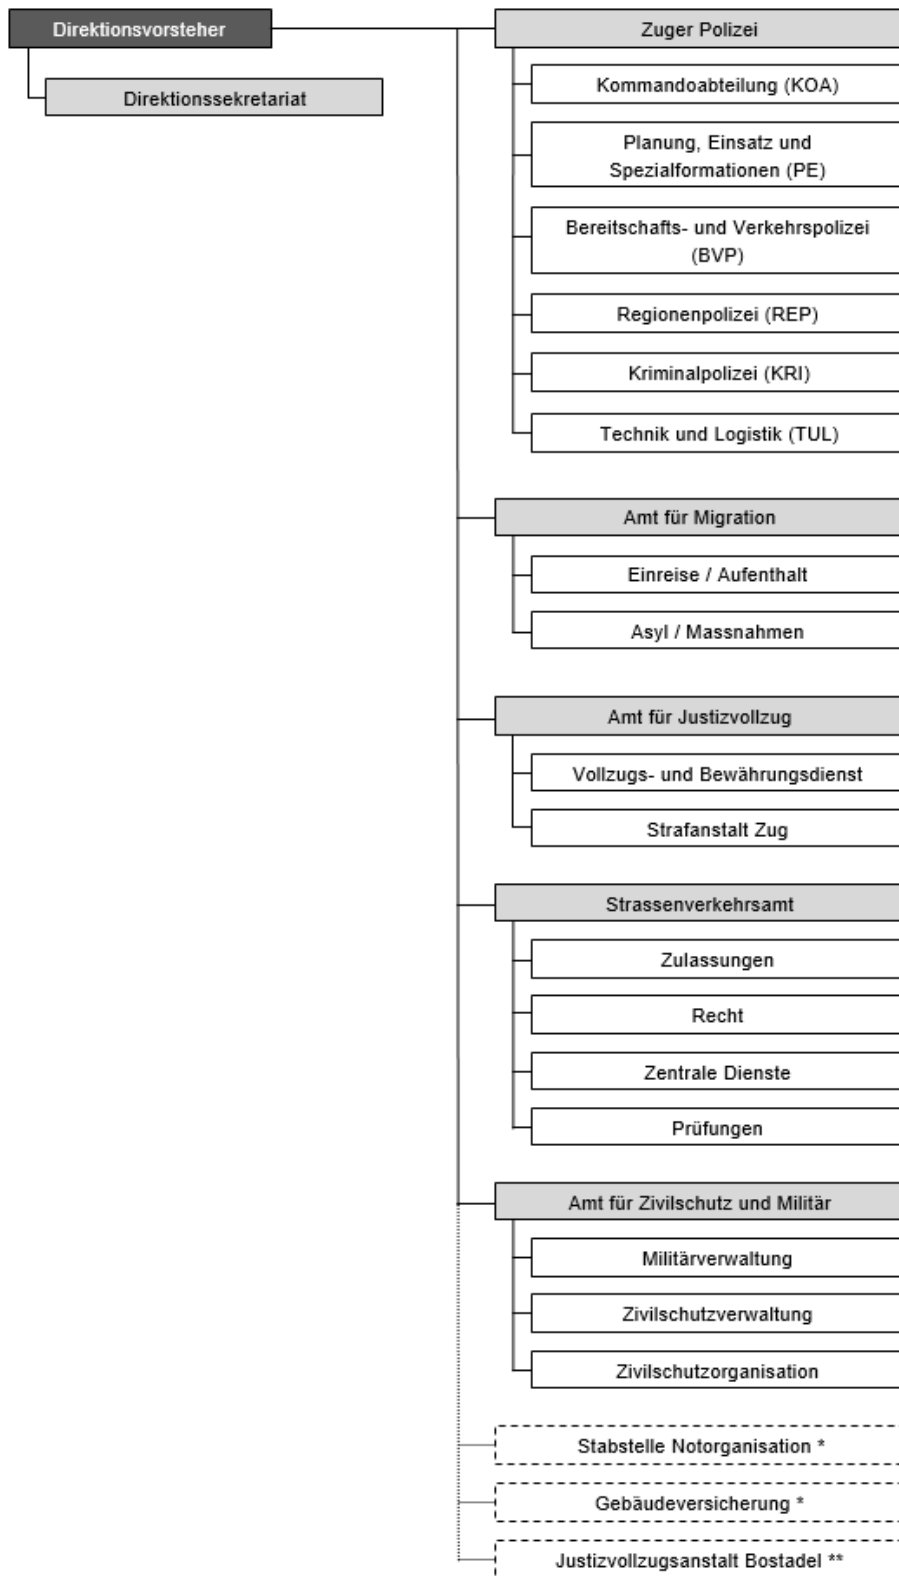 Direktionsvorsteher
Direktionssekretariat
Zuger Polizei
Kommandoabteilung (KOA)
Planung, Einsatz und
Spezialformationen (PE)
Bereitschafts- und Verkehrspolizei
(BVP)
Regionenpolizei (REP)
Kriminalpolizei (KRI)
Technik und Logistik (TUL)
Amt für Migration
Einreise / Aufenthalt
Asyl / Massnahmen
Amt für Justizvollzug
Vollzugs- und Bewährungsdienst
Strafanstalt Zug
Strassenverkehrsamt
Zulassungen
Recht
Zentrale Dienste
Prüfungen
Amt für Zivilschutz und Militär
Militärverwaltung
Zivilschutzverwaltung
Zivilschutzorganisation
Stabstelle Notorganisation *
Gebäudeversicherung *
Justizvollzugsanstalt Bostadel **